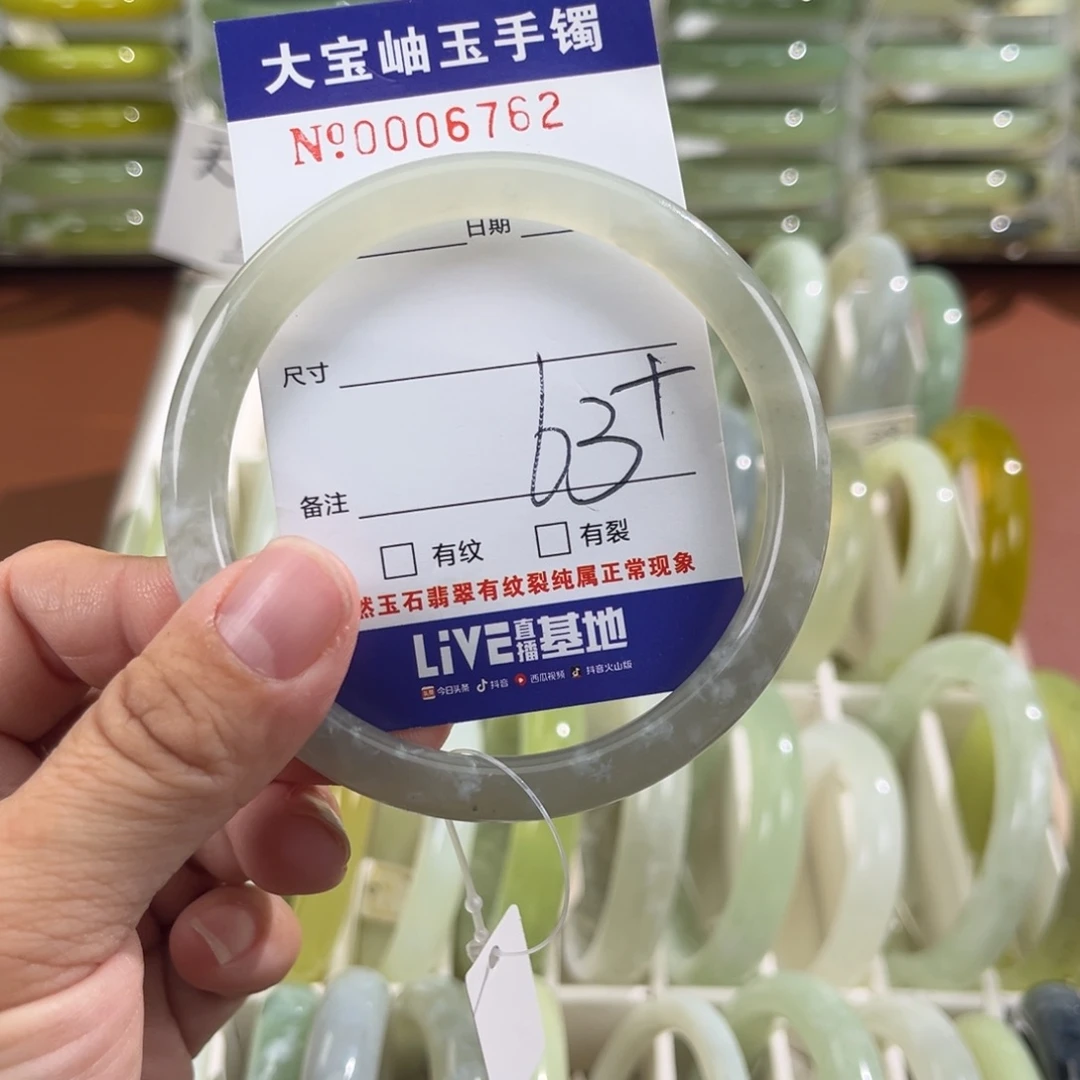 大宝岫玉手镯
Nº0006762
日期
尺寸
63+
备注
有纹 有裂
然玉石翡翠有纹裂纯属正常现象
LiVE直播基地
今日头条 抖音 西瓜视频 抖音火山版